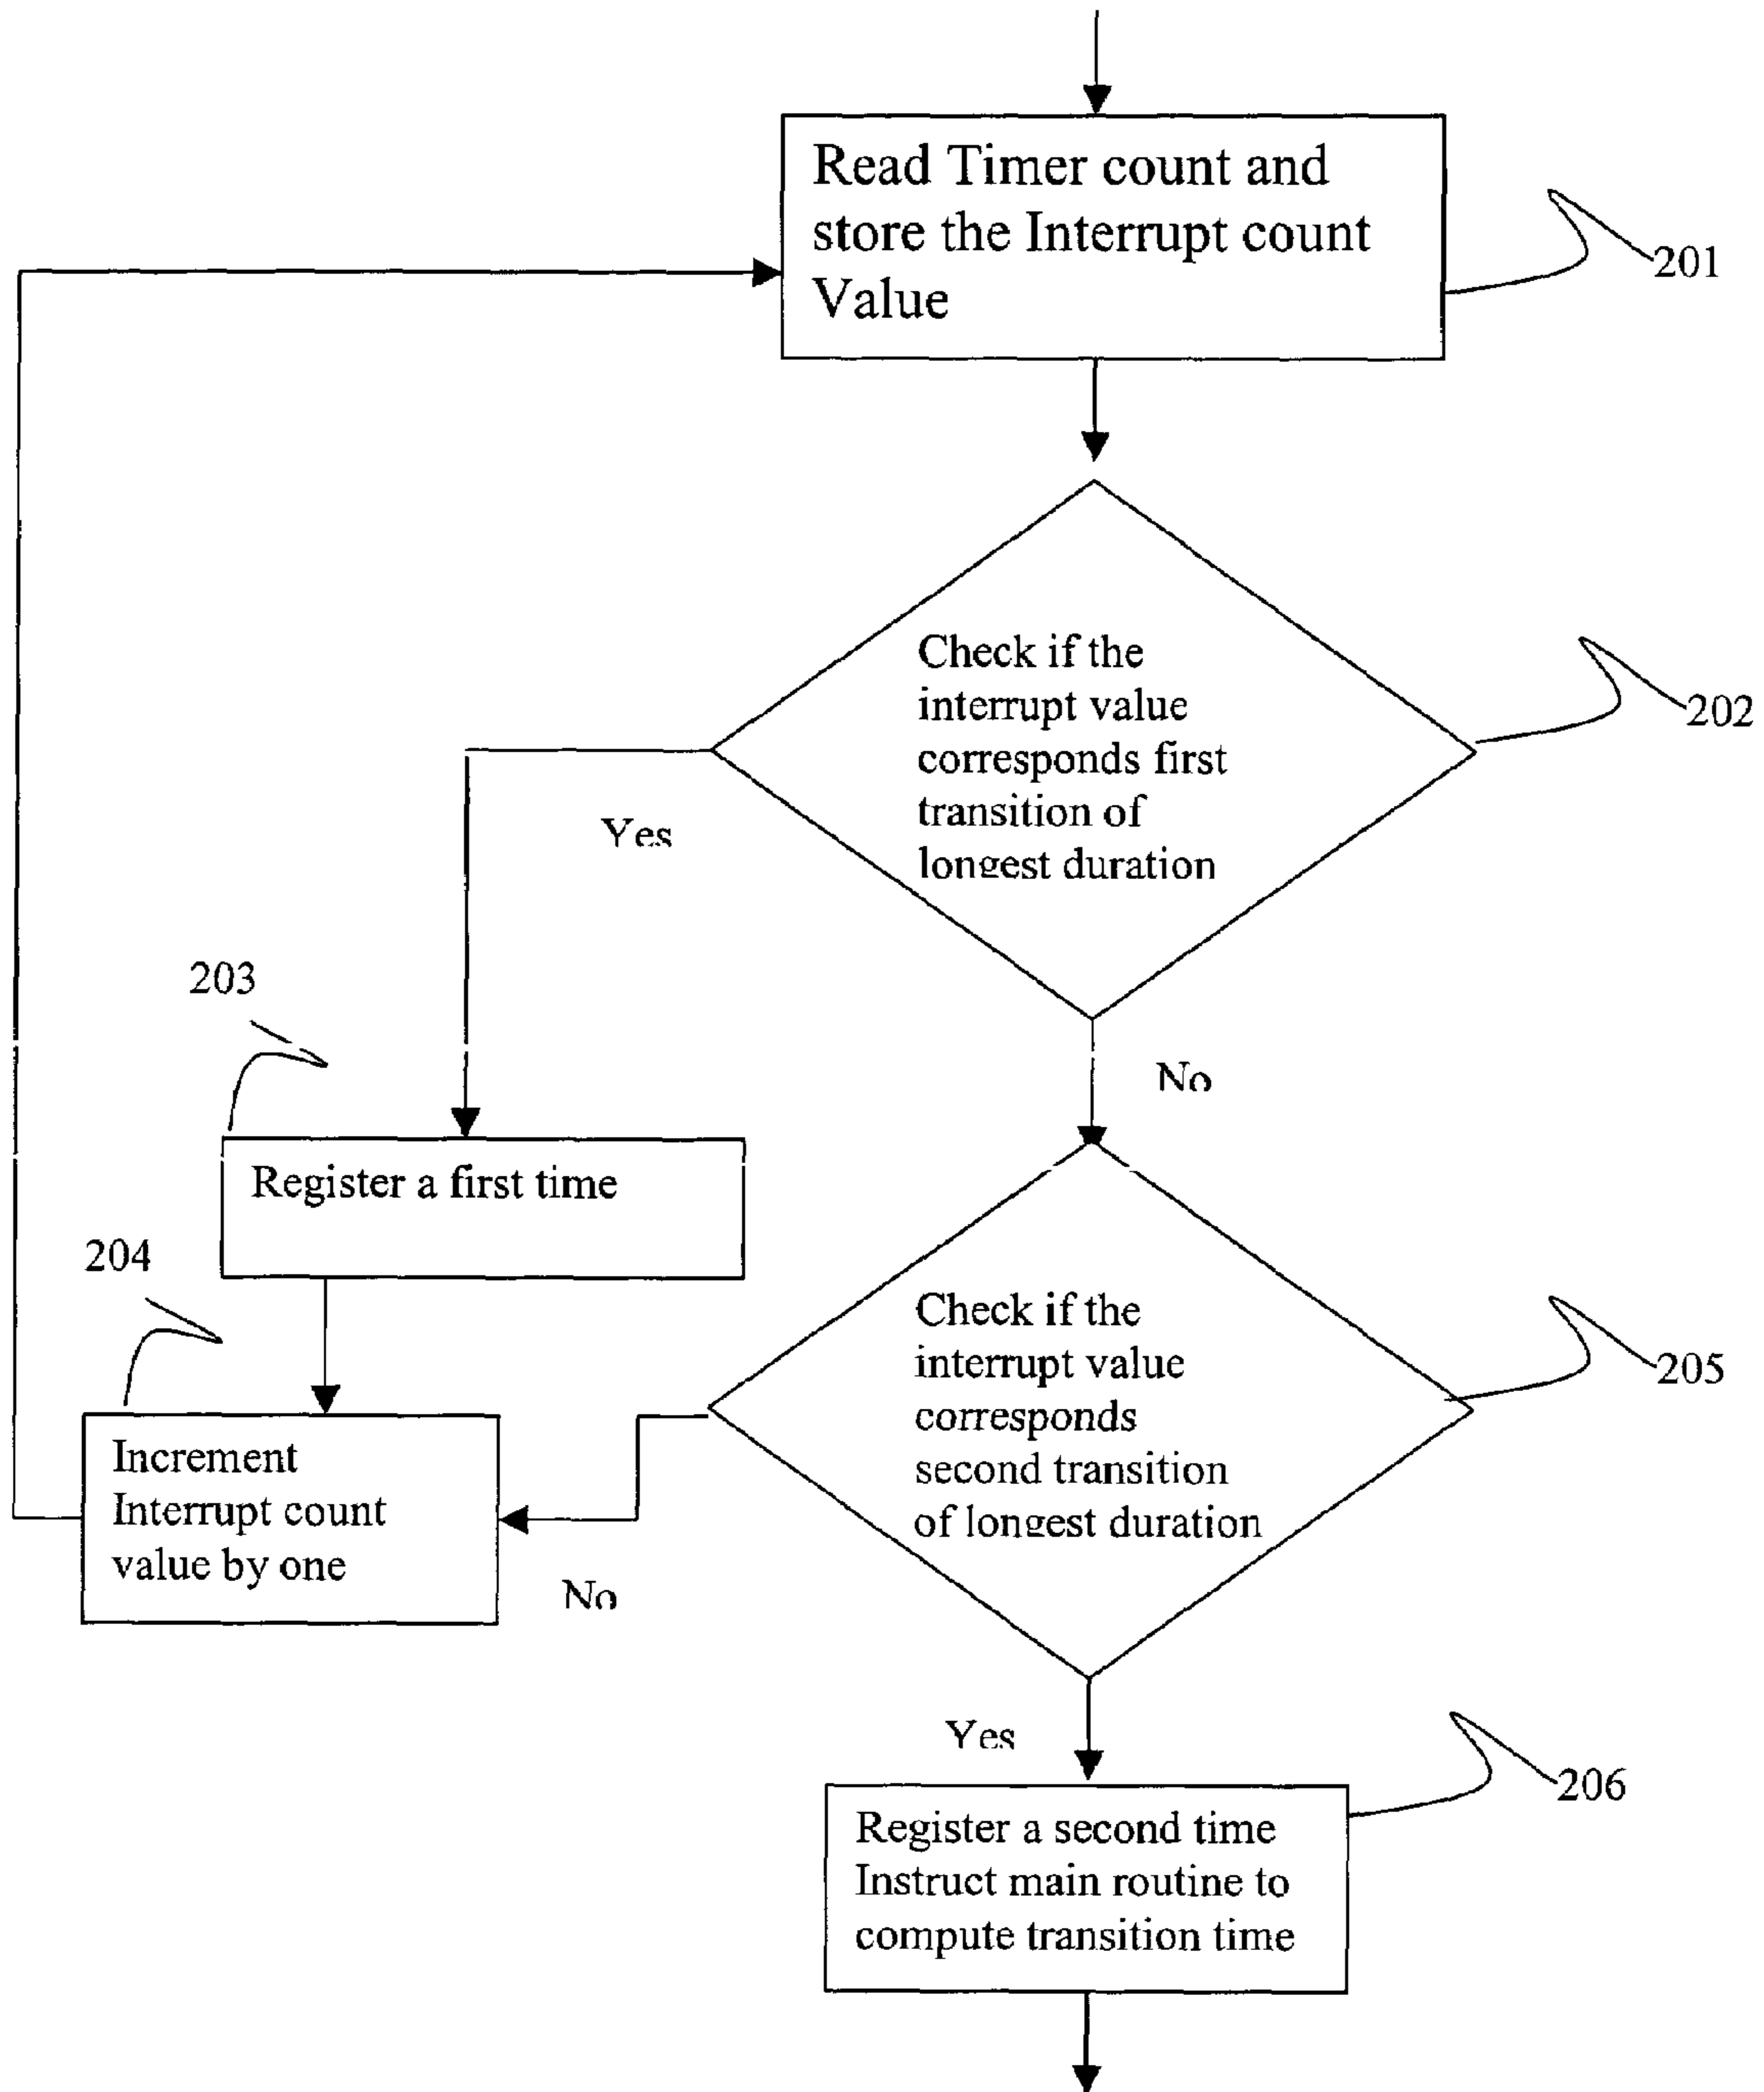 Read Timer count and
store the Interrupt count
Value
201
Check if the
interrupt value
corresponds first
transition of
longest duration
202
Yes
No
203
Register a first time
204
Increment
Interrupt count
value by one
Check if the
interrupt value
corresponds
second transition
of longest duration
205
No
Yes
Register a second time
Instruct main routine to
compute transition time
206